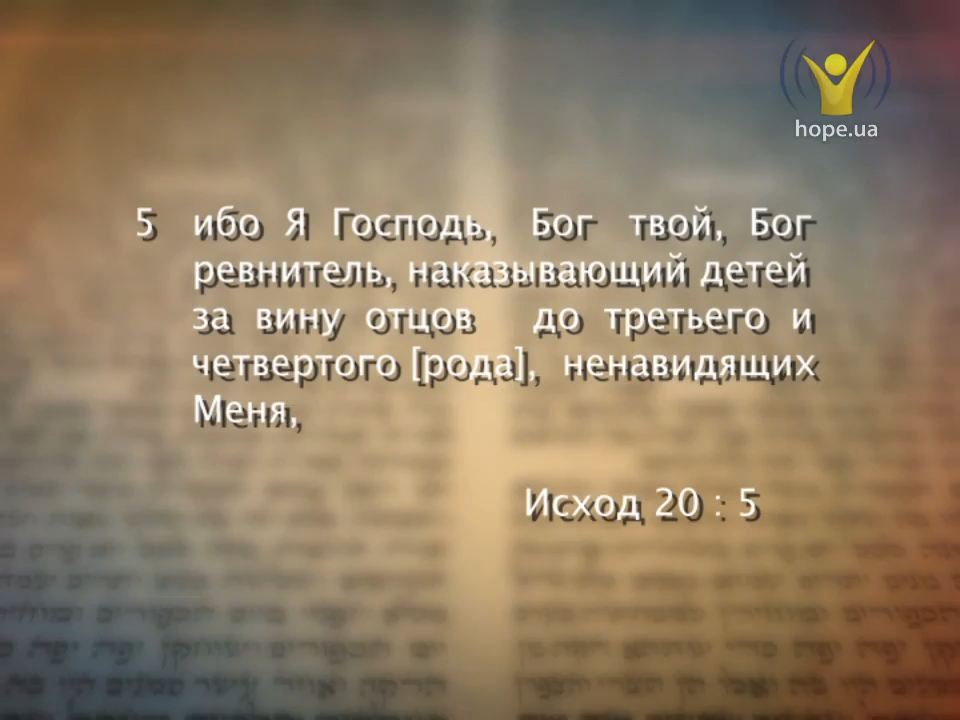 hope.ua
5 ибо Я Господь, Бог твой, Бог
ревнитель, наказывающий детей
за вину отцов до третьего и
четвертого [рода], ненавидящих
Меня,
Исход 20 : 5